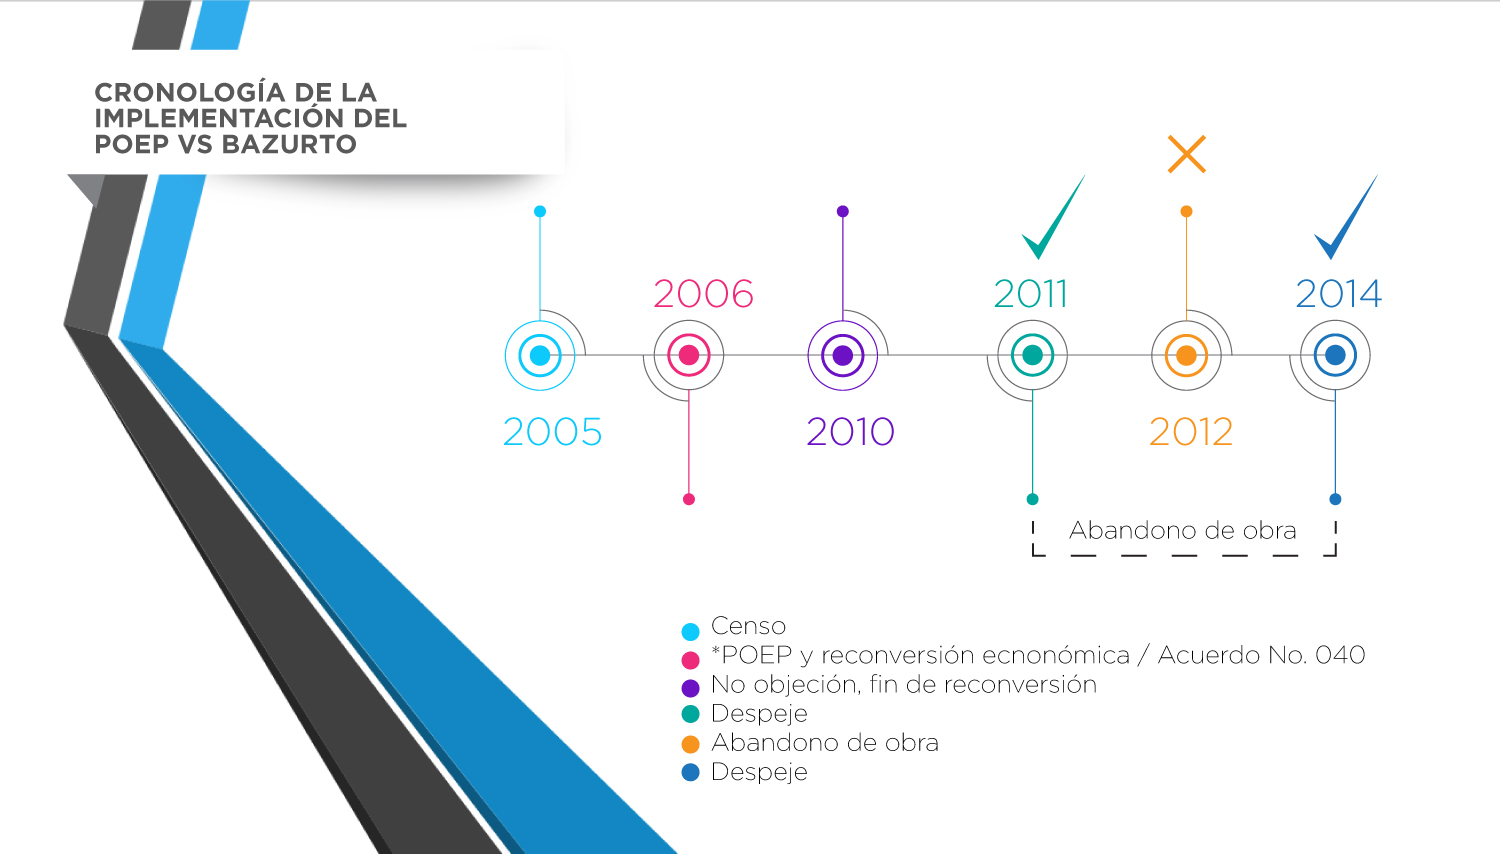 CRONOLOGÍA DE LA
IMPLEMENTACIÓN DEL
POEP VS BAZURTO
2005
2006
2010
2011
2012
2014
Abandono de obra
Censo
*POEP y reconversión ecnonómica / Acuerdo No. 040
No objeción, fin de reconversión
Despeje
Abandono de obra
Despeje